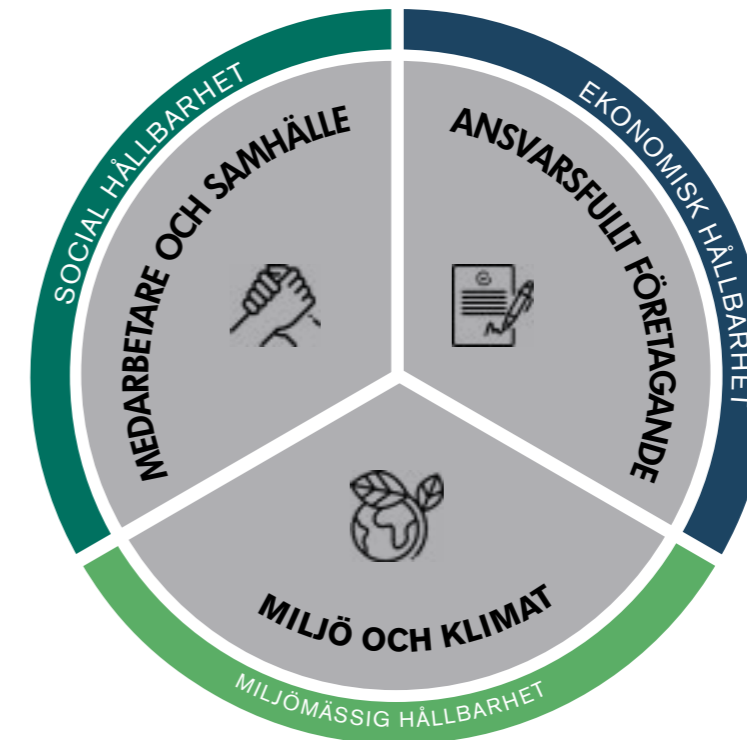 SOCIAL HÅLLBARHET
MEDARBETARE OCH SAMHÄLLE
EKONOMISK HÅLLBARHET
ANSVARSFULLT FÖRETAGANDE
MILJÖ OCH KLIMAT
MILJÖMÄSSIG HÅLLBARHET